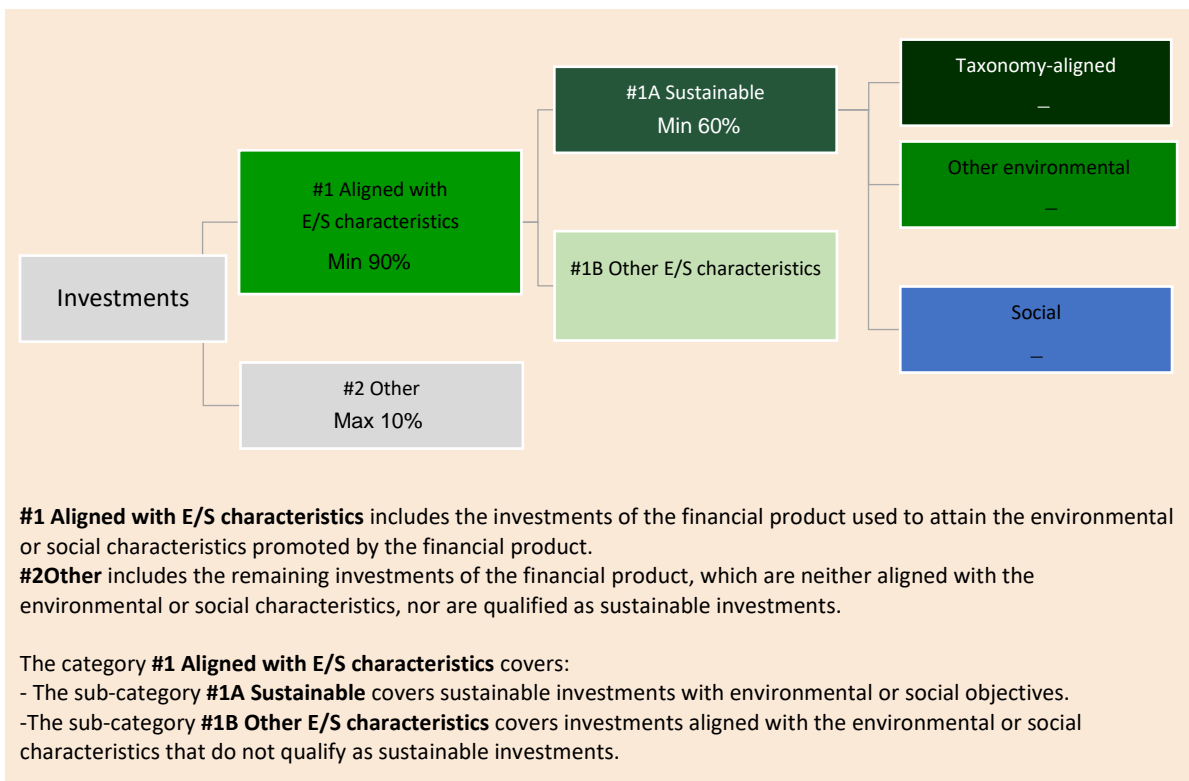 Investments
#1 Aligned with
E/S characteristics
Min 90%
#2 Other
Max 10%
#1A Sustainable
Min 60%
#1B Other E/S characteristics
Taxonomy-aligned
_
Other environmental
_
Social
_
#1 Aligned with E/S characteristics includes the investments of the financial product used to attain the environmental
or social characteristics promoted by the financial product.
#2Other includes the remaining investments of the financial product, which are neither aligned with the
environmental or social characteristics, nor are qualified as sustainable investments.
The category #1 Aligned with E/S characteristics covers:
- The sub-category #1A Sustainable covers sustainable investments with environmental or social objectives.
-The sub-category #1B Other E/S characteristics covers investments aligned with the environmental or social
characteristics that do not qualify as sustainable investments.